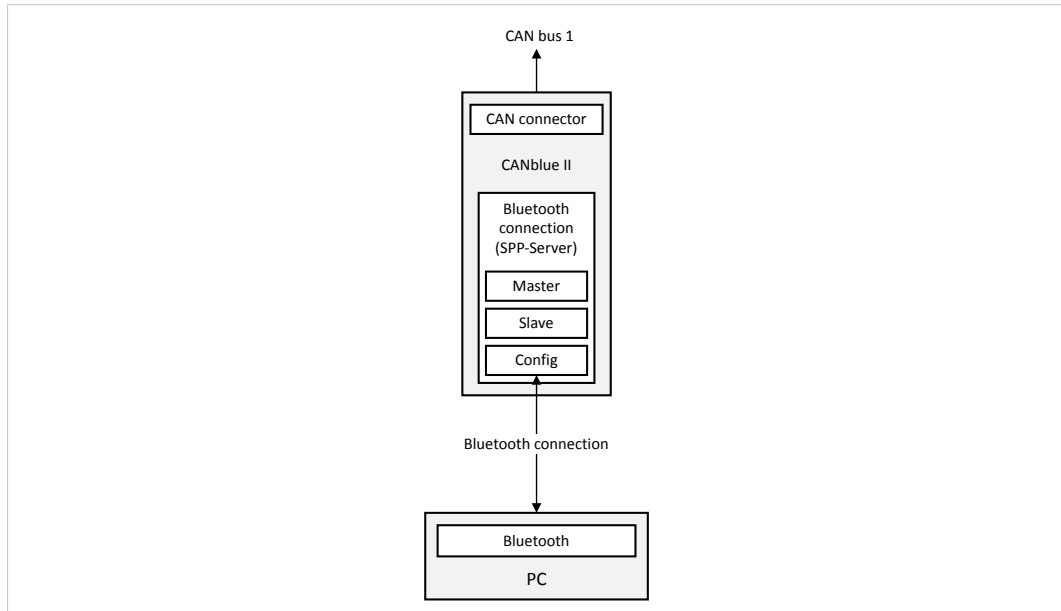 CAN bus 1
CAN connector
CANblue II
Bluetooth
connection
(SPP-Server)
Master
Slave
Config
Bluetooth connection
Bluetooth
PC